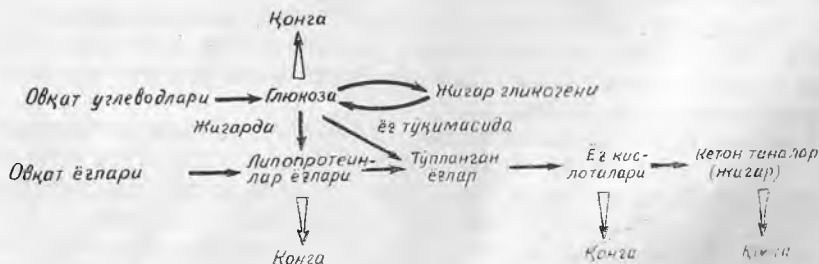 Қонга
Овқат углеводлари
Глюкоза
Жигар гликогени
Жигарда
ёғ тўқимасида
Овқат ёғлари
Липопротеин-
лар ёғлари
Тўпланган
ёғлар
Ёғ кис-
лоталари
Кетон таналар
(жигар)
Қонга
Қонга
Қонга